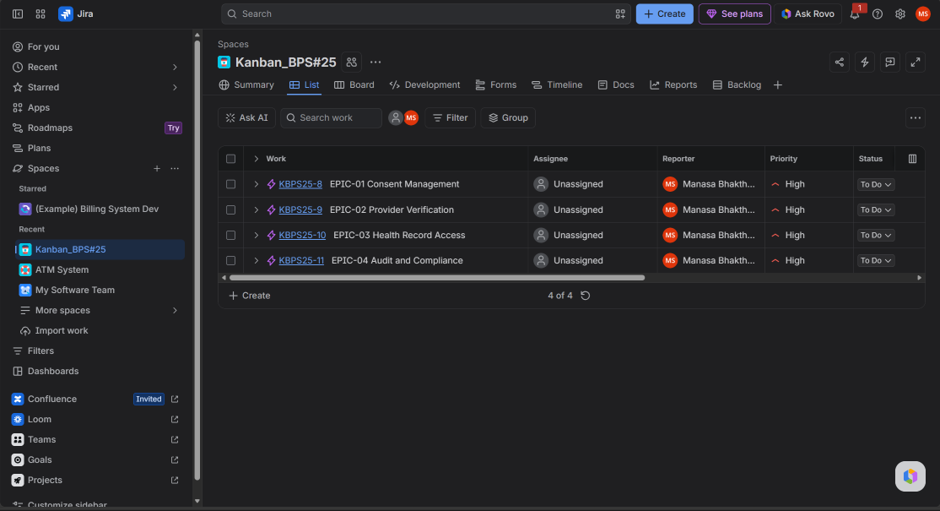 Jira
Search
Create
See plans
Ask Rovo
1
MS
For you
Recent
Starred
Apps
Roadmaps Try
Plans
Spaces
Starred
(Example) Billing System Dev
Recent
Kanban_BPS#25
ATM System
My Software Team
More spaces
Import work
Filters
Dashboards
Confluence Invited
Loom
Teams
Goals
Projects
Customize sidebar
Spaces
Kanban_BPS#25
Summary List Board Development Forms Timeline Docs Reports Backlog
Ask AI Search work MS Filter Group
Work Assignee Reporter Priority Status
KBPS25-8 EPIC-01 Consent Management Unassigned MS Manasa Bhakth... High To Do
KBPS25-9 EPIC-02 Provider Verification Unassigned MS Manasa Bhakth... High To Do
KBPS25-10 EPIC-03 Health Record Access Unassigned MS Manasa Bhakth... High To Do
KBPS25-11 EPIC-04 Audit and Compliance Unassigned MS Manasa Bhakth... High To Do
Create 4 of 4